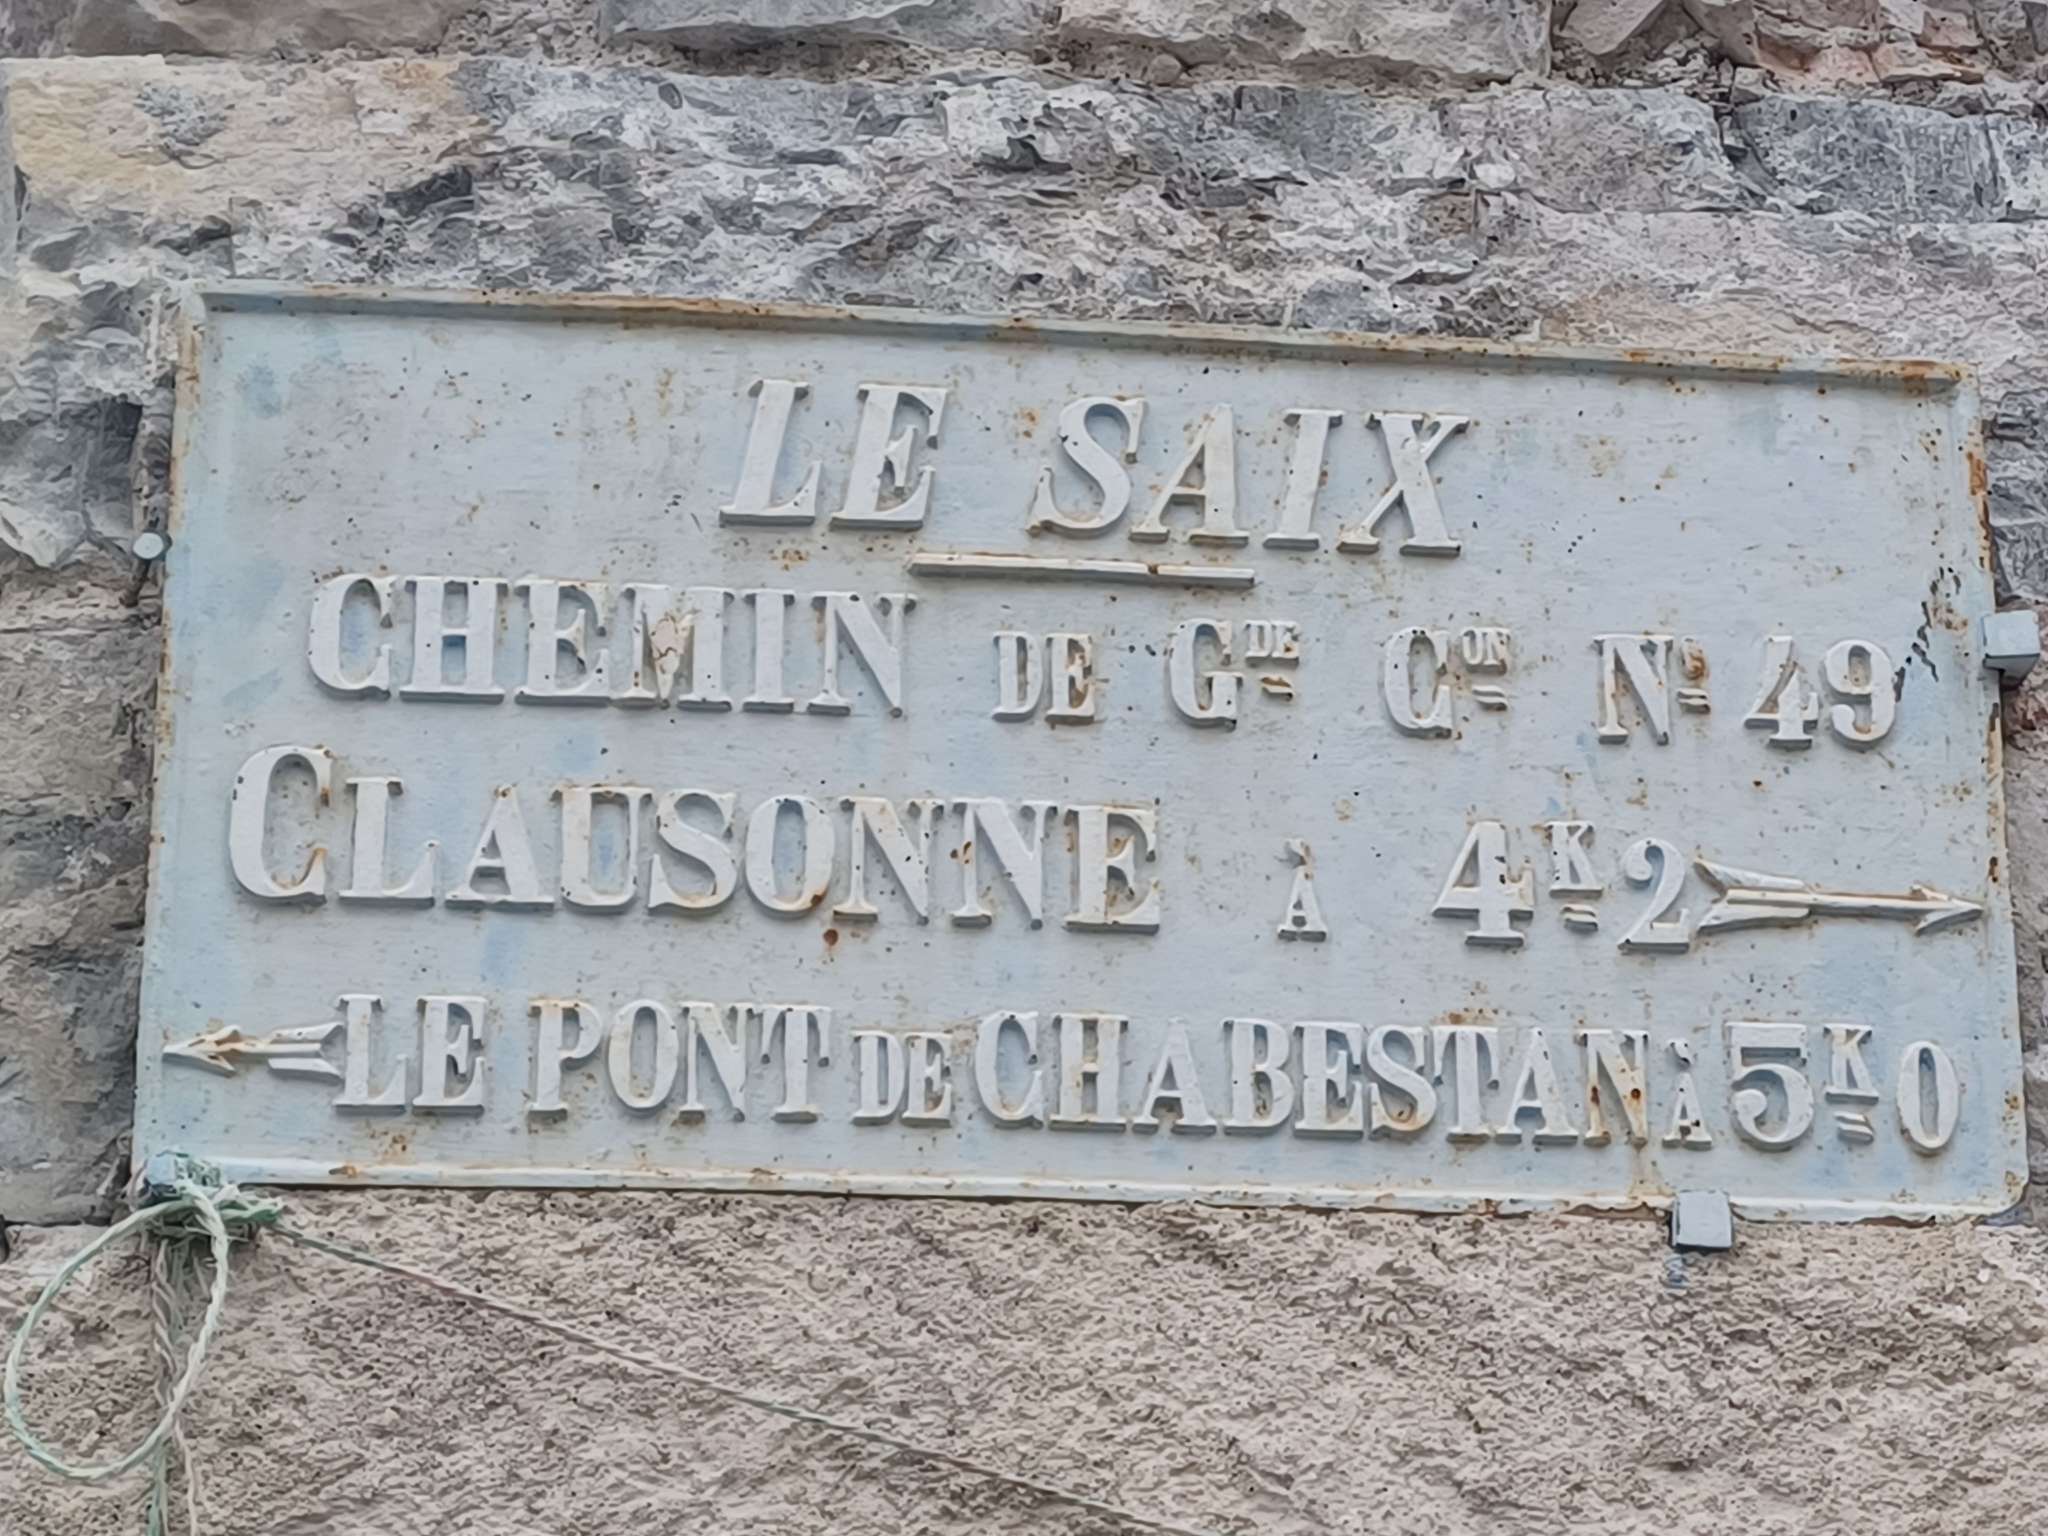 LE SAIX
CHEMIN DE GDE CON No 49
CLAUSONNE À 4K2
LE PONT DE CHABESTAN À 5K0